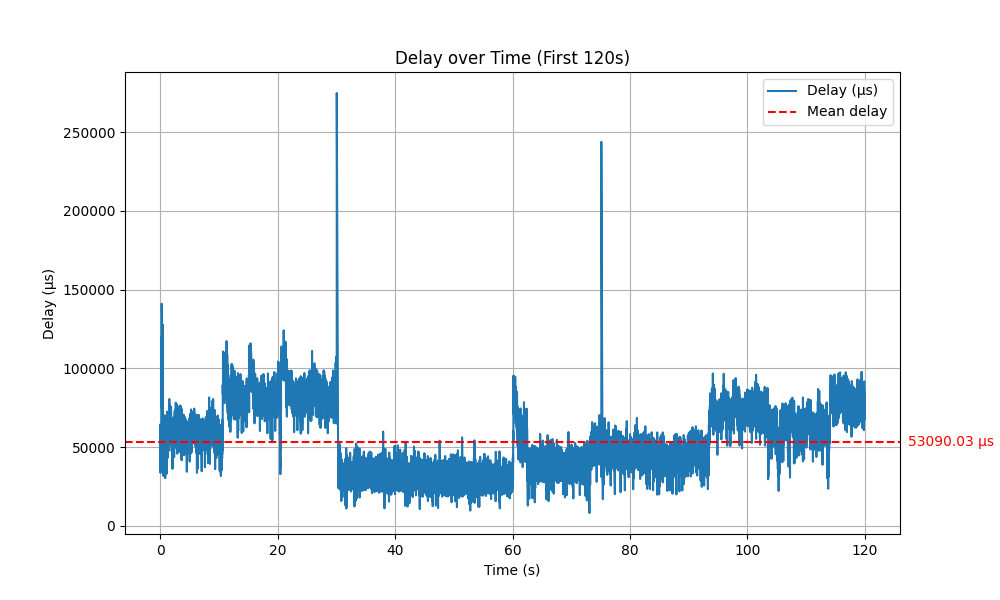 Delay over Time (First 120s)
Delay (µs)
Mean delay
250000
200000
150000
100000
50000
0
Delay (µs)
53090.03 µs
0 20 40 60 80 100 120
Time (s)